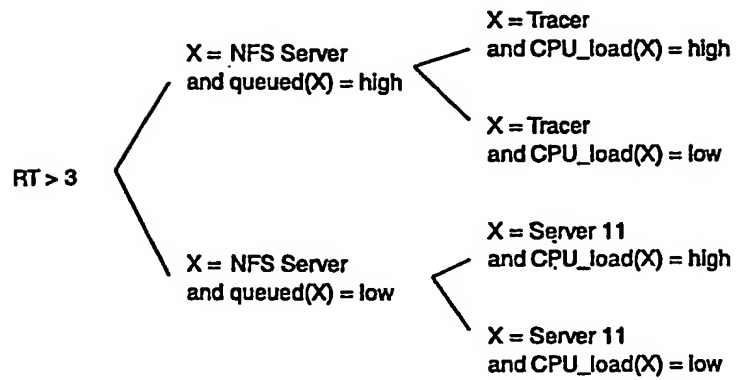 X = Tracer
and CPU_load(X) = high
X = NFS Server
and queued(X) = high
X = Tracer
and CPU_load(X) = low
RT > 3
X = Server 11
and CPU_load(X) = high
X = NFS Server
and queued(X) = low
X = Server 11
and CPU_load(X) = low